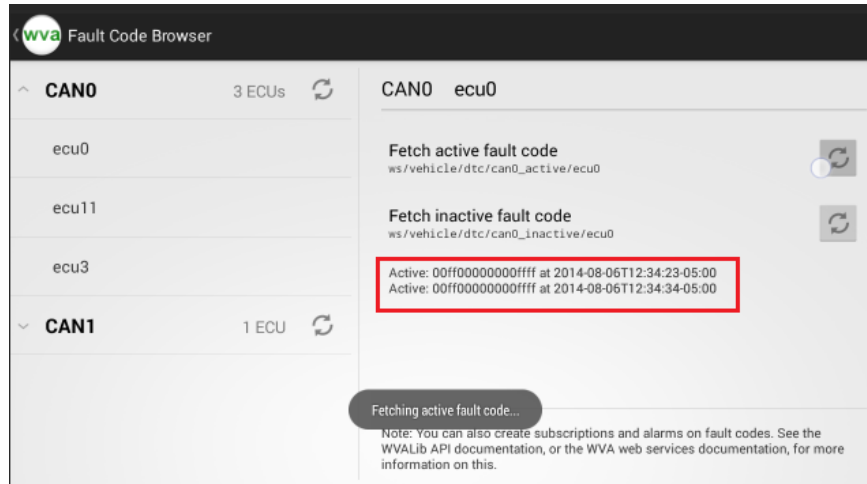 wva Fault Code Browser
CAN0 3 ECUs
ecu0
ecu11
ecu3
CAN1 1 ECU
CAN0 ecu0
Fetch active fault code
ws/vehicle/dtc/can0_active/ecu0
Fetch inactive fault code
ws/vehicle/dtc/can0_inactive/ecu0
Active: 00ff00000000ffff at 2014-08-06T12:34:23-05:00
Active: 00ff00000000ffff at 2014-08-06T12:34:34-05:00
Fetching active fault code...
Note: You can also create subscriptions and alarms on fault codes. See the
WVALib API documentation, or the WVA web services documentation, for more
information on this.